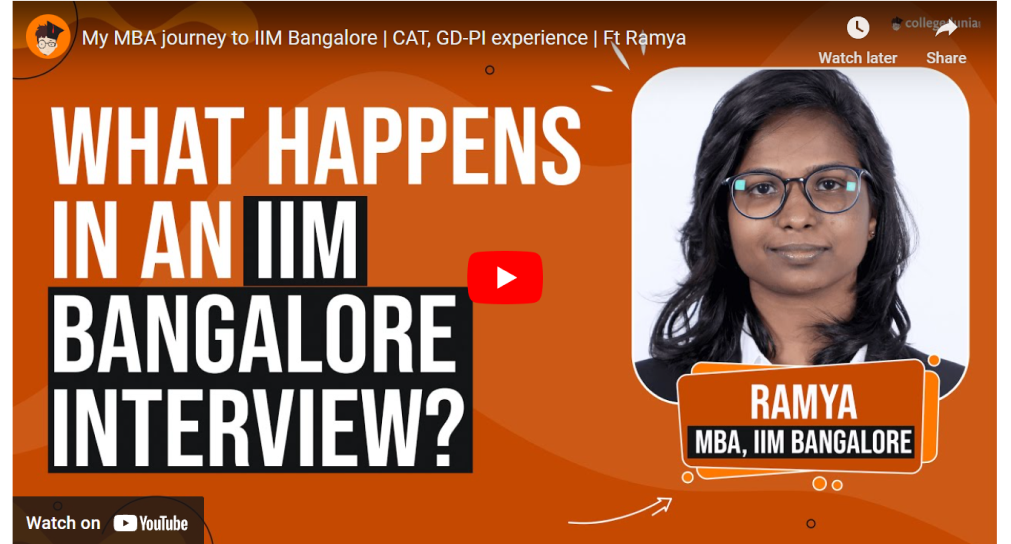 My MBA journey to IIM Bangalore | CAT, GD-PI experience | Ft Ramya
Watch later
Share
WHAT HAPPENS
IN AN IIM
BANGALORE
INTERVIEW?
RAMYA
MBA, IIM BANGALORE
Watch on YouTube